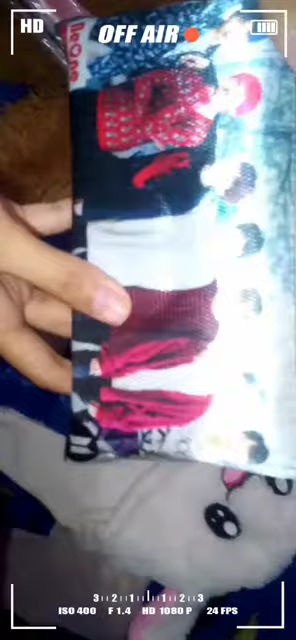 HD
OFF AIR
3 2 1 1 2 3
ISO 400 F 1.4 HD 1080 P 24 FPS